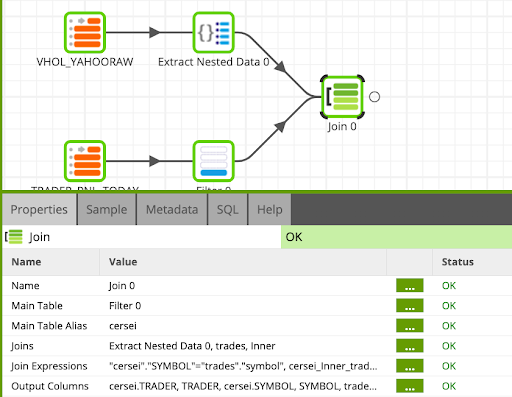 VHOL_YAHOORAW
Extract Nested Data 0
Join 0
TRADER_PNL_TODAY
Filter 0
Properties
Sample
Metadata
SQL
Help
Join
OK
Name Value Status
Name Join 0 ... OK
Main Table Filter 0 ... OK
Main Table Alias cersei ... OK
Joins Extract Nested Data 0, trades, Inner ... OK
Join Expressions "cersei"."SYMBOL"="trades"."symbol", cersei_Inner_trad... ... OK
Output Columns cersei.TRADER, TRADER, cersei.SYMBOL, SYMBOL, trade... ... OK